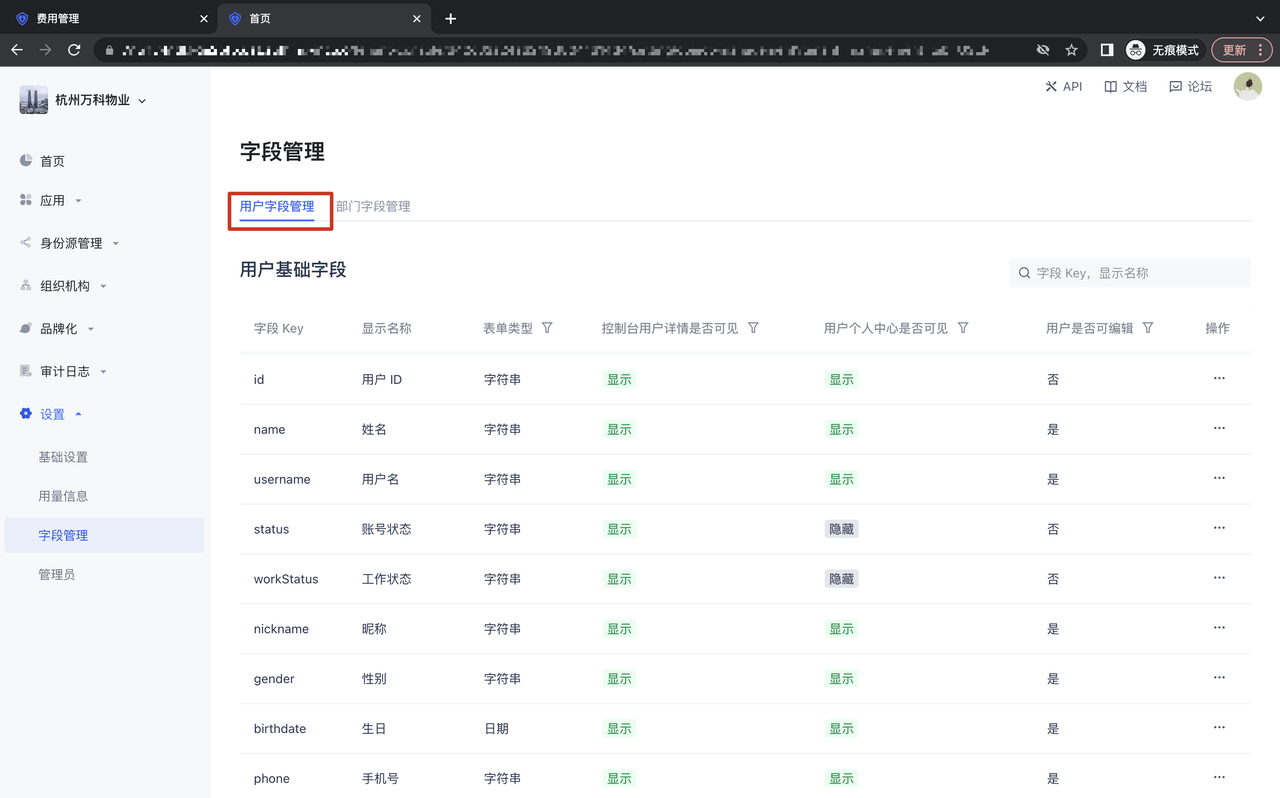 费用管理
首页
无痕模式
更新
杭州万科物业
API
文档
论坛
首页
应用
身份源管理
组织机构
品牌化
审计日志
设置
基础设置
用量信息
字段管理
管理员
字段管理
用户字段管理 部门字段管理
用户基础字段
字段 Key，显示名称
字段 Key 显示名称 表单类型 控制台用户详情是否可见 用户个人中心是否可见 用户是否可编辑 操作
id 用户 ID 字符串 显示 显示 否 ···
name 姓名 字符串 显示 显示 是 ···
username 用户名 字符串 显示 显示 是 ···
status 账号状态 字符串 显示 隐藏 否 ···
workStatus 工作状态 字符串 显示 隐藏 否 ···
nickname 昵称 字符串 显示 显示 是 ···
gender 性别 字符串 显示 显示 是 ···
birthdate 生日 日期 显示 显示 是 ···
phone 手机号 字符串 显示 显示 是 ···